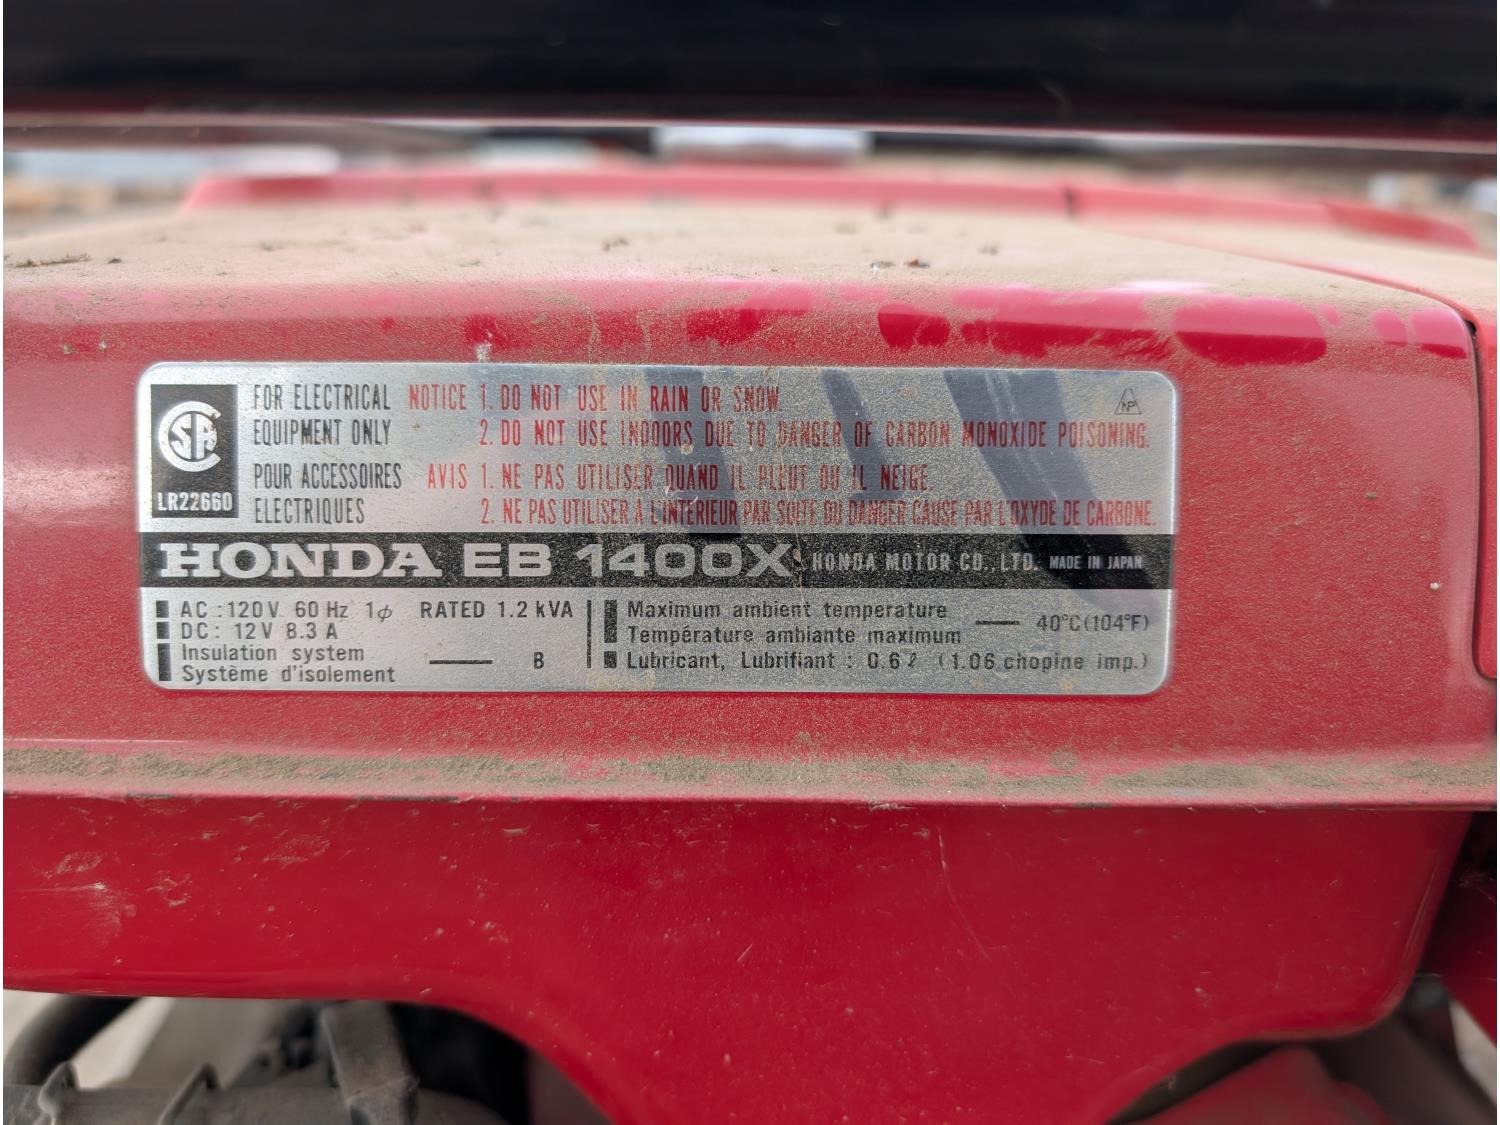 FOR ELECTRICAL NOTICE 1. DO NOT USE IN RAIN OR SNOW.
EQUIPMENT ONLY 2. DO NOT USE INDOORS DUE TO DANGER OF CARBON MONOXIDE POISONING.
POUR ACCESSOIRES AVIS 1. NE PAS UTILISER QUAND IL PLEUT OU IL NEIGE.
ELECTRIQUES 2. NE PAS UTILISER A L'INTERIEUR PAR SUITE DU DANGER CAUSE PAR L'OXYDE DE CARBONE.
SA
LR22660
NP
HONDA EB 1400X HONDA MOTOR CO., LTD. MADE IN JAPAN
AC : 120V 60 Hz 1ϕ RATED 1.2 kVA
DC : 12V 8.3 A
Insulation system
Système d'isolement B
Maximum ambient temperature
Température ambiante maximum 40°C(104°F)
Lubricant, Lubrifiant : 0.6ℓ (1.06 chopine imp.)